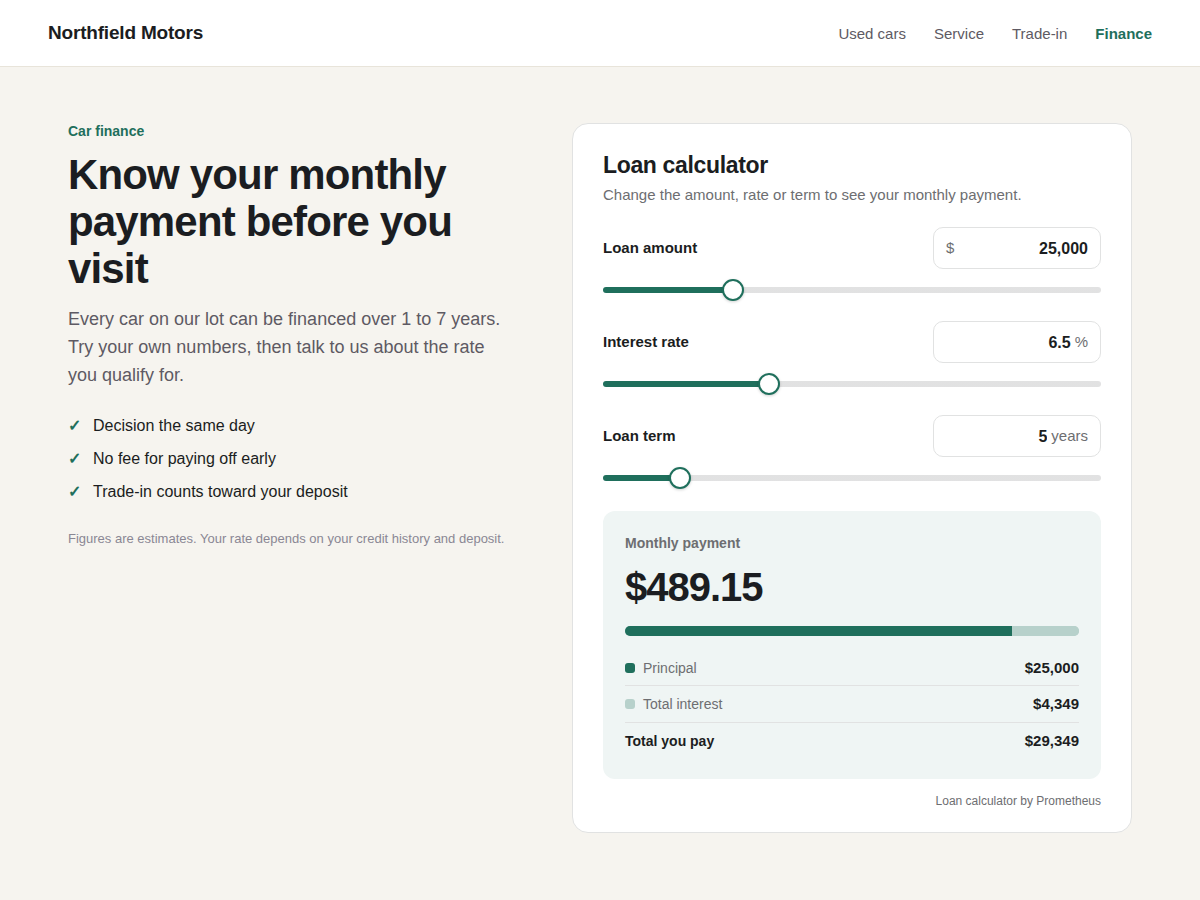 Northfield Motors
Used cars
Service
Trade-in
Finance
Car finance
Know your monthly
payment before you
visit
Every car on our lot can be financed over 1 to 7 years.
Try your own numbers, then talk to us about the rate
you qualify for.
✓ Decision the same day
✓ No fee for paying off early
✓ Trade-in counts toward your deposit
Figures are estimates. Your rate depends on your credit history and deposit.
Loan calculator
Change the amount, rate or term to see your monthly payment.
Loan amount
$ 25,000
Interest rate
6.5 %
Loan term
5 years
Monthly payment
$489.15
Principal $25,000
Total interest $4,349
Total you pay $29,349
Loan calculator by Prometheus